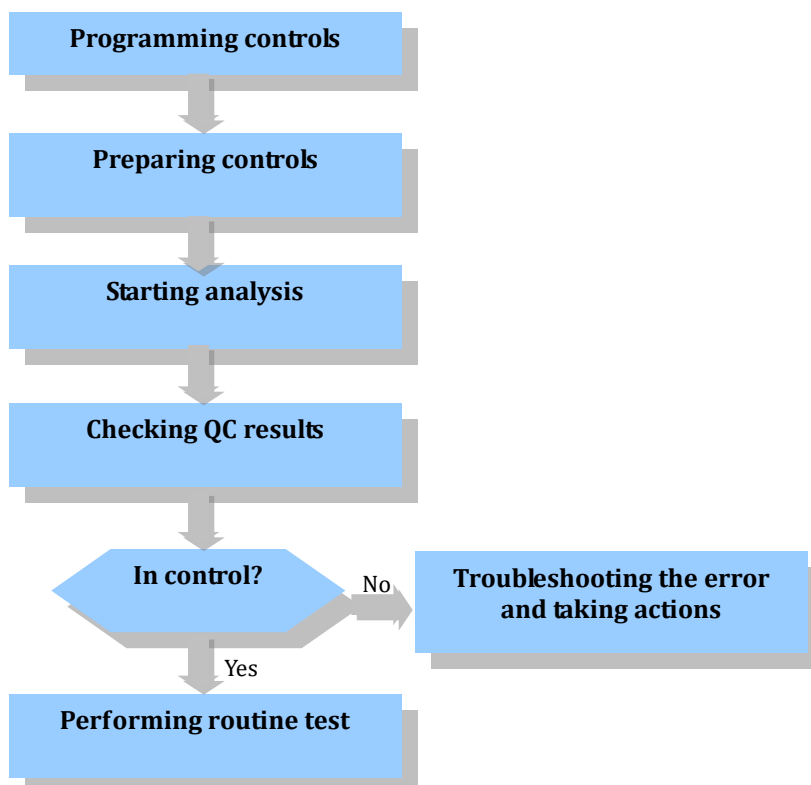 Programming controls
Preparing controls
Starting analysis
Checking QC results
In control?
No
Troubleshooting the error
and taking actions
Yes
Performing routine test